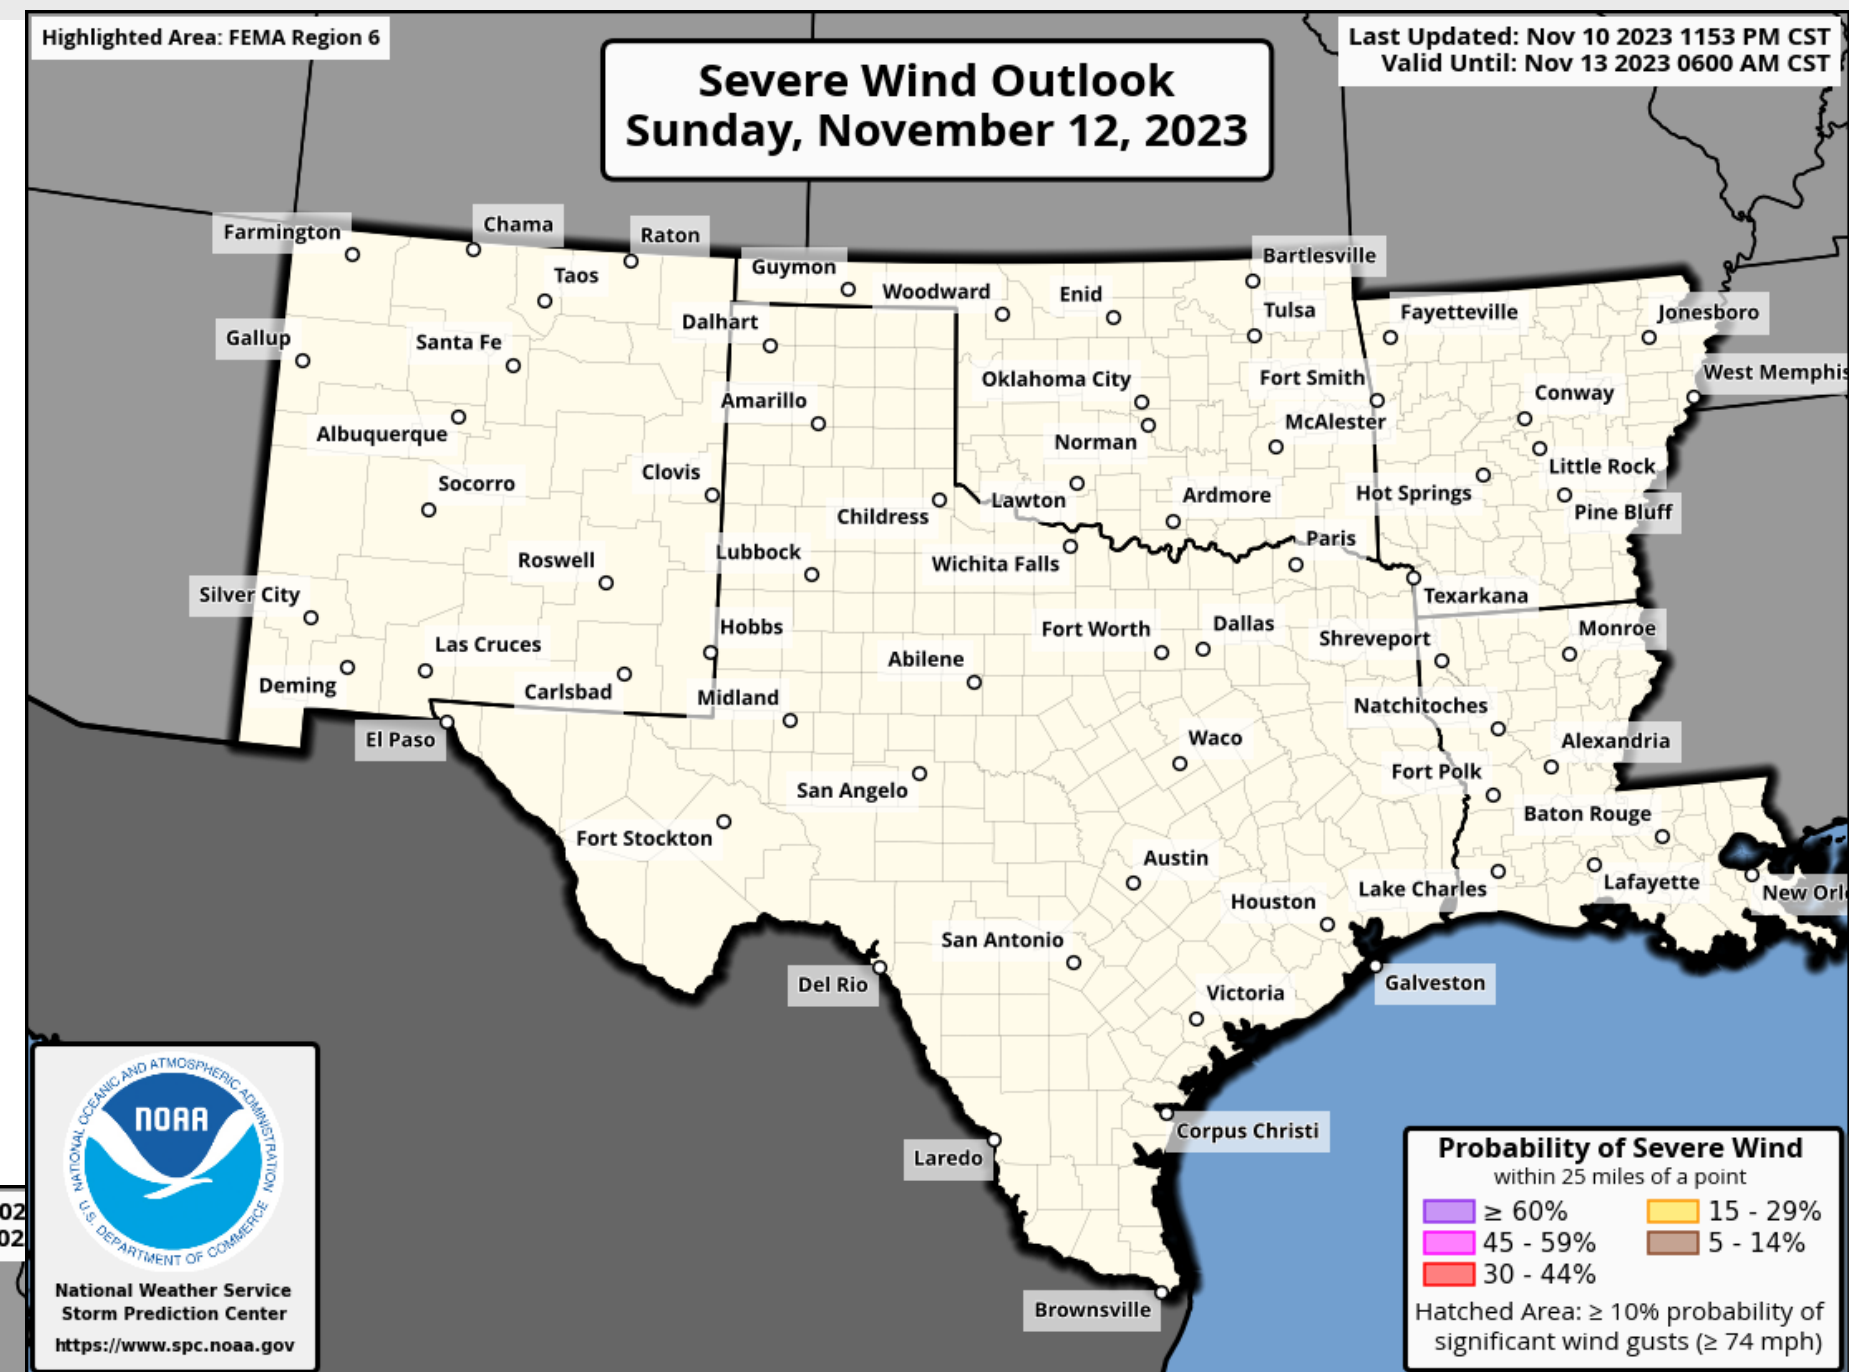 Highlighted Area: FEMA Region 6
Last Updated: Nov 10 2023 1153 PM CST
Valid Until: Nov 13 2023 0600 AM CST
Severe Wind Outlook
Sunday, November 12, 2023
Farmington
Chama
Raton
Taos
Guymon
Woodward
Enid
Bartlesville
Tulsa
Fayetteville
Jonesboro
Gallup
Santa Fe
Dalhart
Oklahoma City
Fort Smith
Conway
West Memphis
Albuquerque
Amarillo
Norman
McAlester
Little Rock
Socorro
Clovis
Childress
Lawton
Ardmore
Hot Springs
Pine Bluff
Roswell
Lubbock
Wichita Falls
Paris
Texarkana
Silver City
Las Cruces
Hobbs
Abilene
Fort Worth
Dallas
Shreveport
Monroe
Deming
Carlsbad
Midland
Natchitoches
El Paso
Waco
Alexandria
San Angelo
Fort Polk
Fort Stockton
Baton Rouge
Austin
Houston
Lake Charles
Lafayette
New Orl
San Antonio
Del Rio
Victoria
Galveston
Laredo
Corpus Christi
Brownsville
02
02
NATIONAL OCEANIC AND ATMOSPHERIC ADMINISTRATION
NOAA
U.S. DEPARTMENT OF COMMERCE
National Weather Service
Storm Prediction Center
https://www.spc.noaa.gov
Probability of Severe Wind
within 25 miles of a point
≥ 60% 15 - 29%
45 - 59% 5 - 14%
30 - 44%
Hatched Area: ≥ 10% probability of
significant wind gusts (≥ 74 mph)